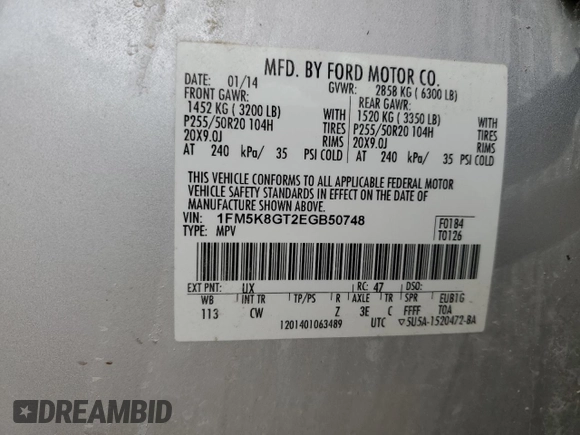 MFD. BY FORD MOTOR CO.
DATE: 01/14 GVWR: 2858 KG ( 6300 LB)
FRONT GAWR: REAR GAWR:
1452 KG ( 3200 LB) WITH 1520 KG ( 3350 LB) WITH
P255/50R20 104H TIRES P255/50R20 104H TIRES
20X9.0J RIMS 20X9.0J RIMS
AT 240 kPa/ 35 PSI COLD AT 240 kPa/ 35 PSI COLD
THIS VEHICLE CONFORMS TO ALL APPLICABLE FEDERAL MOTOR
VEHICLE SAFETY STANDARDS IN EFFECT ON THE DATE OF
MANUFACTURE SHOWN ABOVE.
VIN: 1FM5K8GT2EGB50748 F0184
TYPE: MPV T0126
EXT PNT: UX RC: 47 DSO:
WB INT TR TP/PS R AXLE TR SPR EUB1G
113 CW Z 3E C FFFF T0A
1201401063489 UTC ▽5U5A-1520472-BA
DREAMBID